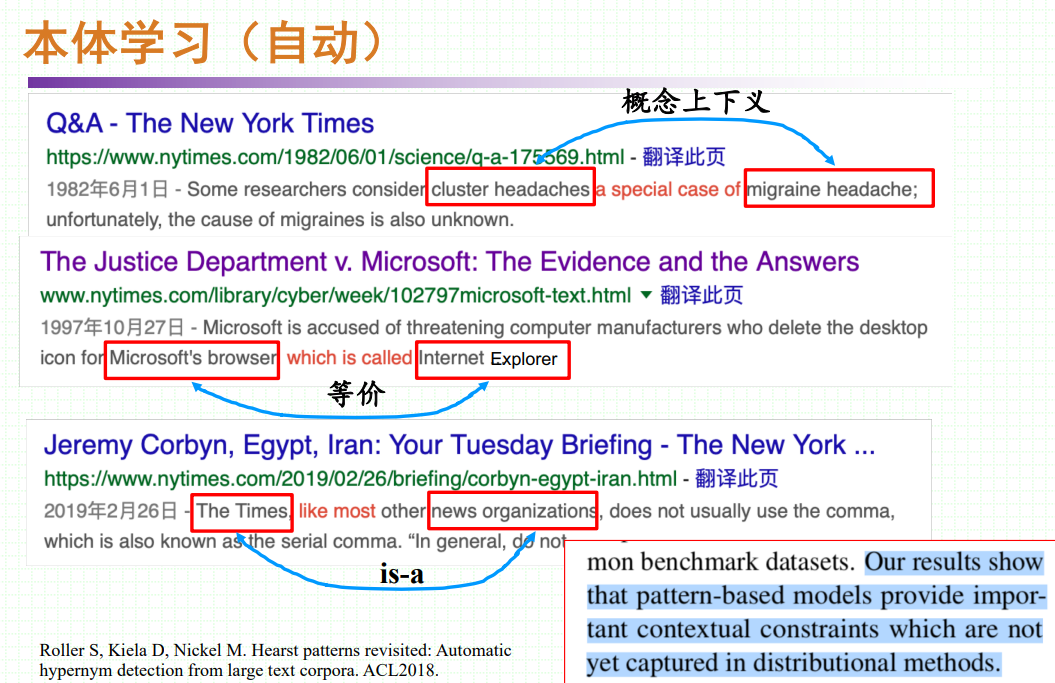 本体学习（自动）
概念上下义
Q&A - The New York Times
https://www.nytimes.com/1982/06/01/science/q-a-175569.html - 翻译此页
1982年6月1日 - Some researchers consider cluster headaches a special case of migraine headache;
unfortunately, the cause of migraines is also unknown.
The Justice Department v. Microsoft: The Evidence and the Answers
www.nytimes.com/library/cyber/week/102797microsoft-text.html ▼ 翻译此页
1997年10月27日 - Microsoft is accused of threatening computer manufacturers who delete the desktop
icon for Microsoft's browser which is called Internet Explorer
等价
Jeremy Corbyn, Egypt, Iran: Your Tuesday Briefing - The New York ...
https://www.nytimes.com/2019/02/26/briefing/corbyn-egypt-iran.html - 翻译此页
2019年2月26日 - The Times, like most other news organizations, does not usually use the comma,
which is also known as the serial comma. “In general, do not
is-a
mon benchmark datasets. Our results show
that pattern-based models provide impor-
tant contextual constraints which are not
yet captured in distributional methods.
Roller S, Kiela D, Nickel M. Hearst patterns revisited: Automatic
hypernym detection from large text corpora. ACL2018.